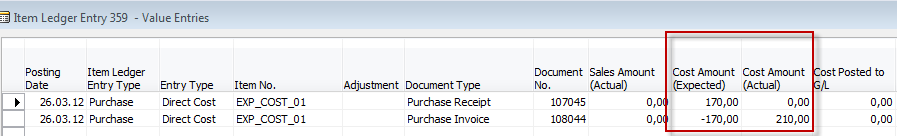 Item Ledger Entry 359 - Value Entries
Posting Date Item Ledger Entry Type Entry Type Item No. Adjustment Document Type Document No. Sales Amount (Actual) Cost Amount (Expected) Cost Amount (Actual) Cost Posted to G/L
26.03.12 Purchase Direct Cost EXP_COST_01 Purchase Receipt 107045 0,00 170,00 0,00 0,00
26.03.12 Purchase Direct Cost EXP_COST_01 Purchase Invoice 108044 0,00 -170,00 210,00 0,00